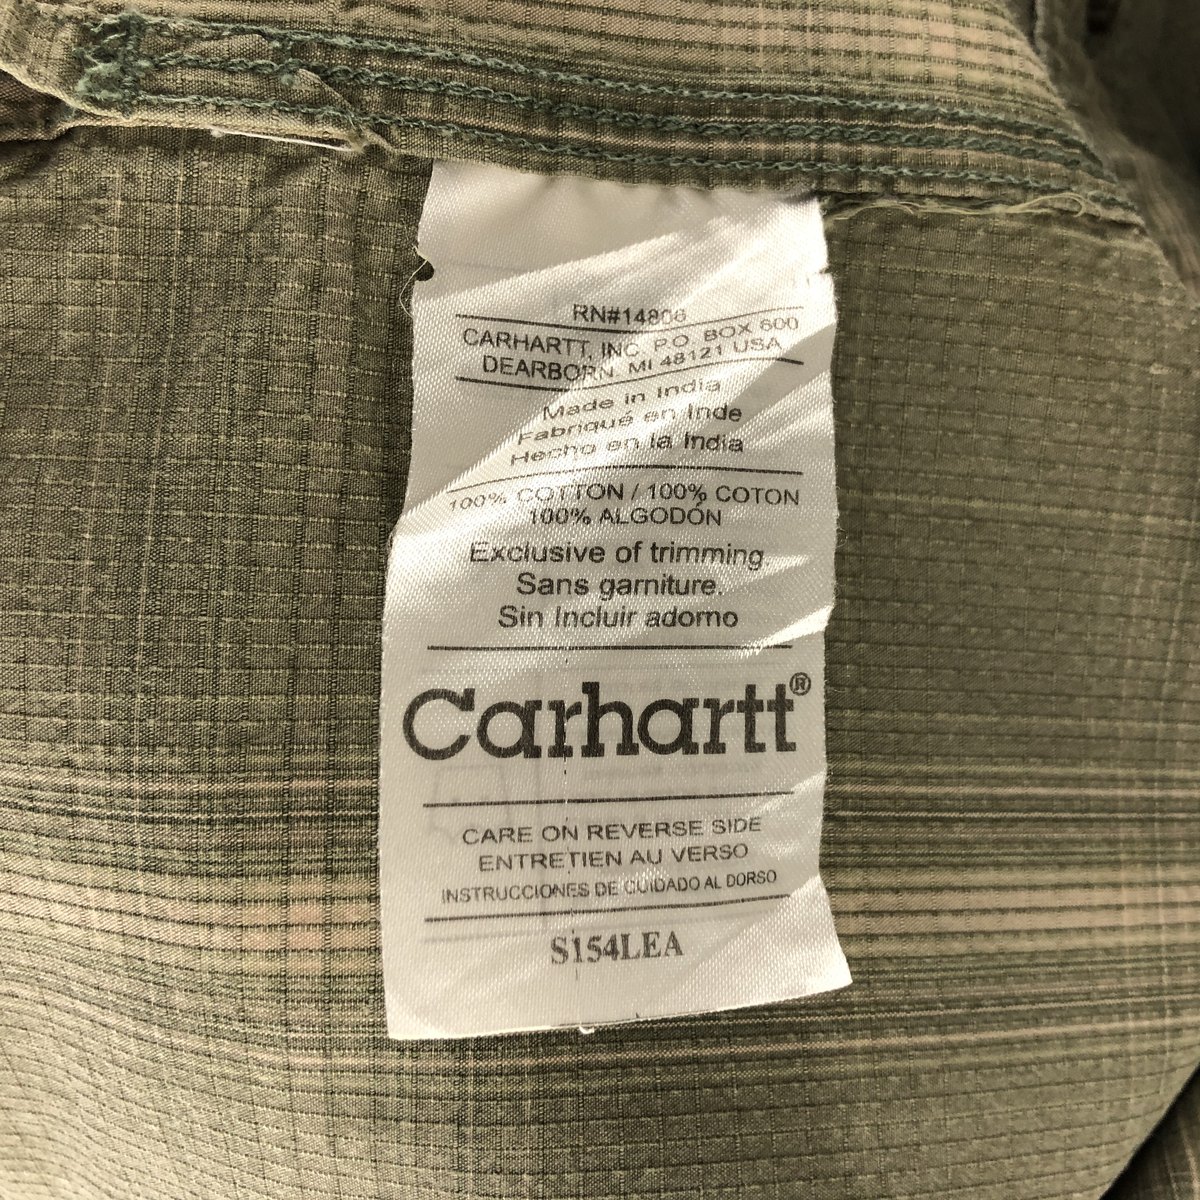 RN#14806
CARHARTT, INC. P.O. BOX 600
DEARBORN, MI 48121 USA
Made in India
Fabriqué en Inde
Hecho en la India
100% COTTON / 100% COTON
100% ALGODÓN
Exclusive of trimming.
Sans garniture.
Sin Incluir adorno
Carhartt®
CARE ON REVERSE SIDE
ENTRETIEN AU VERSO
INSTRUCCIONES DE CUIDADO AL DORSO
S154LEA